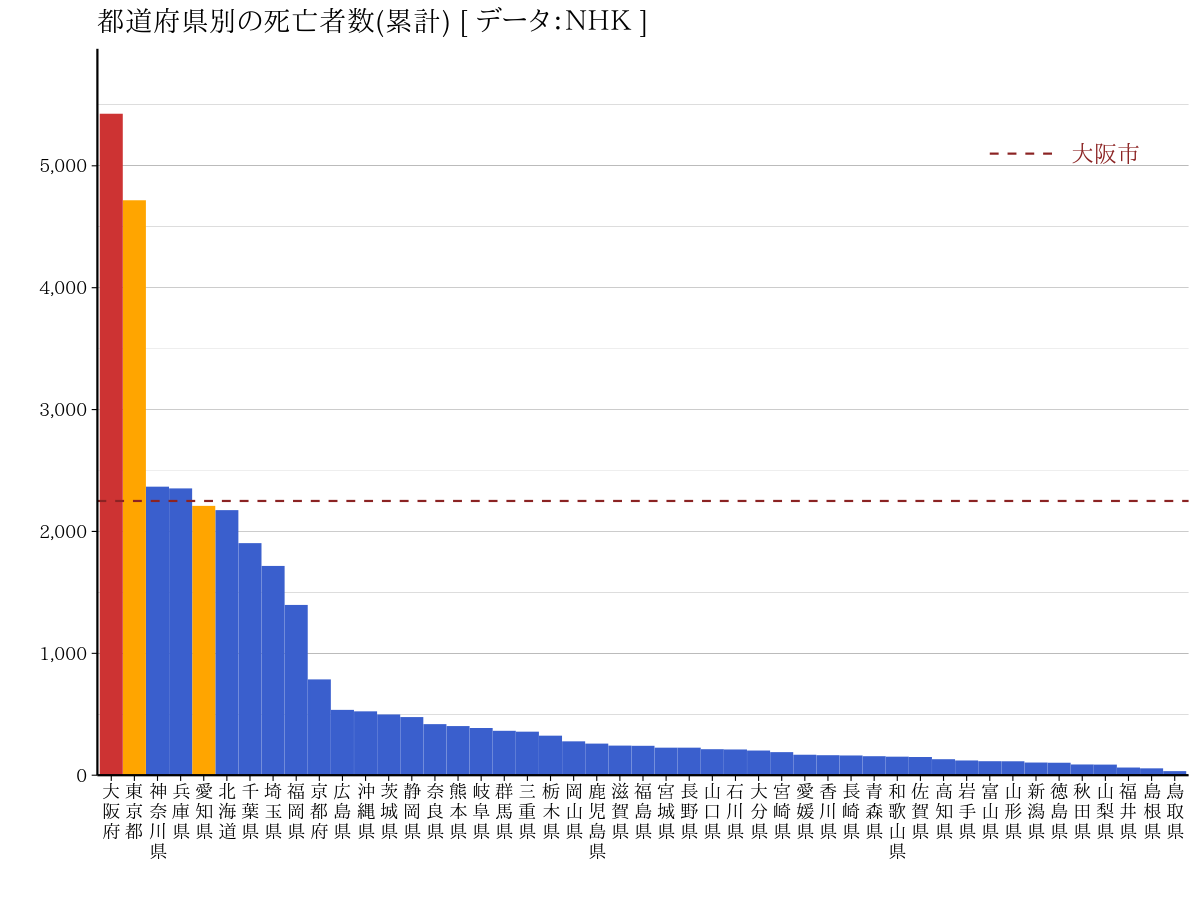 都道府県別の死亡者数(累計) [ データ:NHK ]
大阪市
5,000
4,000
3,000
2,000
1,000
0
大阪府
東京都
神奈川県
兵庫県
愛知県
北海道
千葉県
埼玉県
福岡県
京都府
広島県
沖縄県
茨城県
静岡県
奈良県
熊本県
岐阜県
群馬県
三重県
栃木県
岡山県
鹿児島県
滋賀県
福島県
宮城県
長野県
山口県
石川県
大分県
宮崎県
愛媛県
香川県
長崎県
青森県
和歌山県
佐賀県
高知県
岩手県
富山県
山形県
新潟県
徳島県
秋田県
山梨県
福井県
島根県
鳥取県